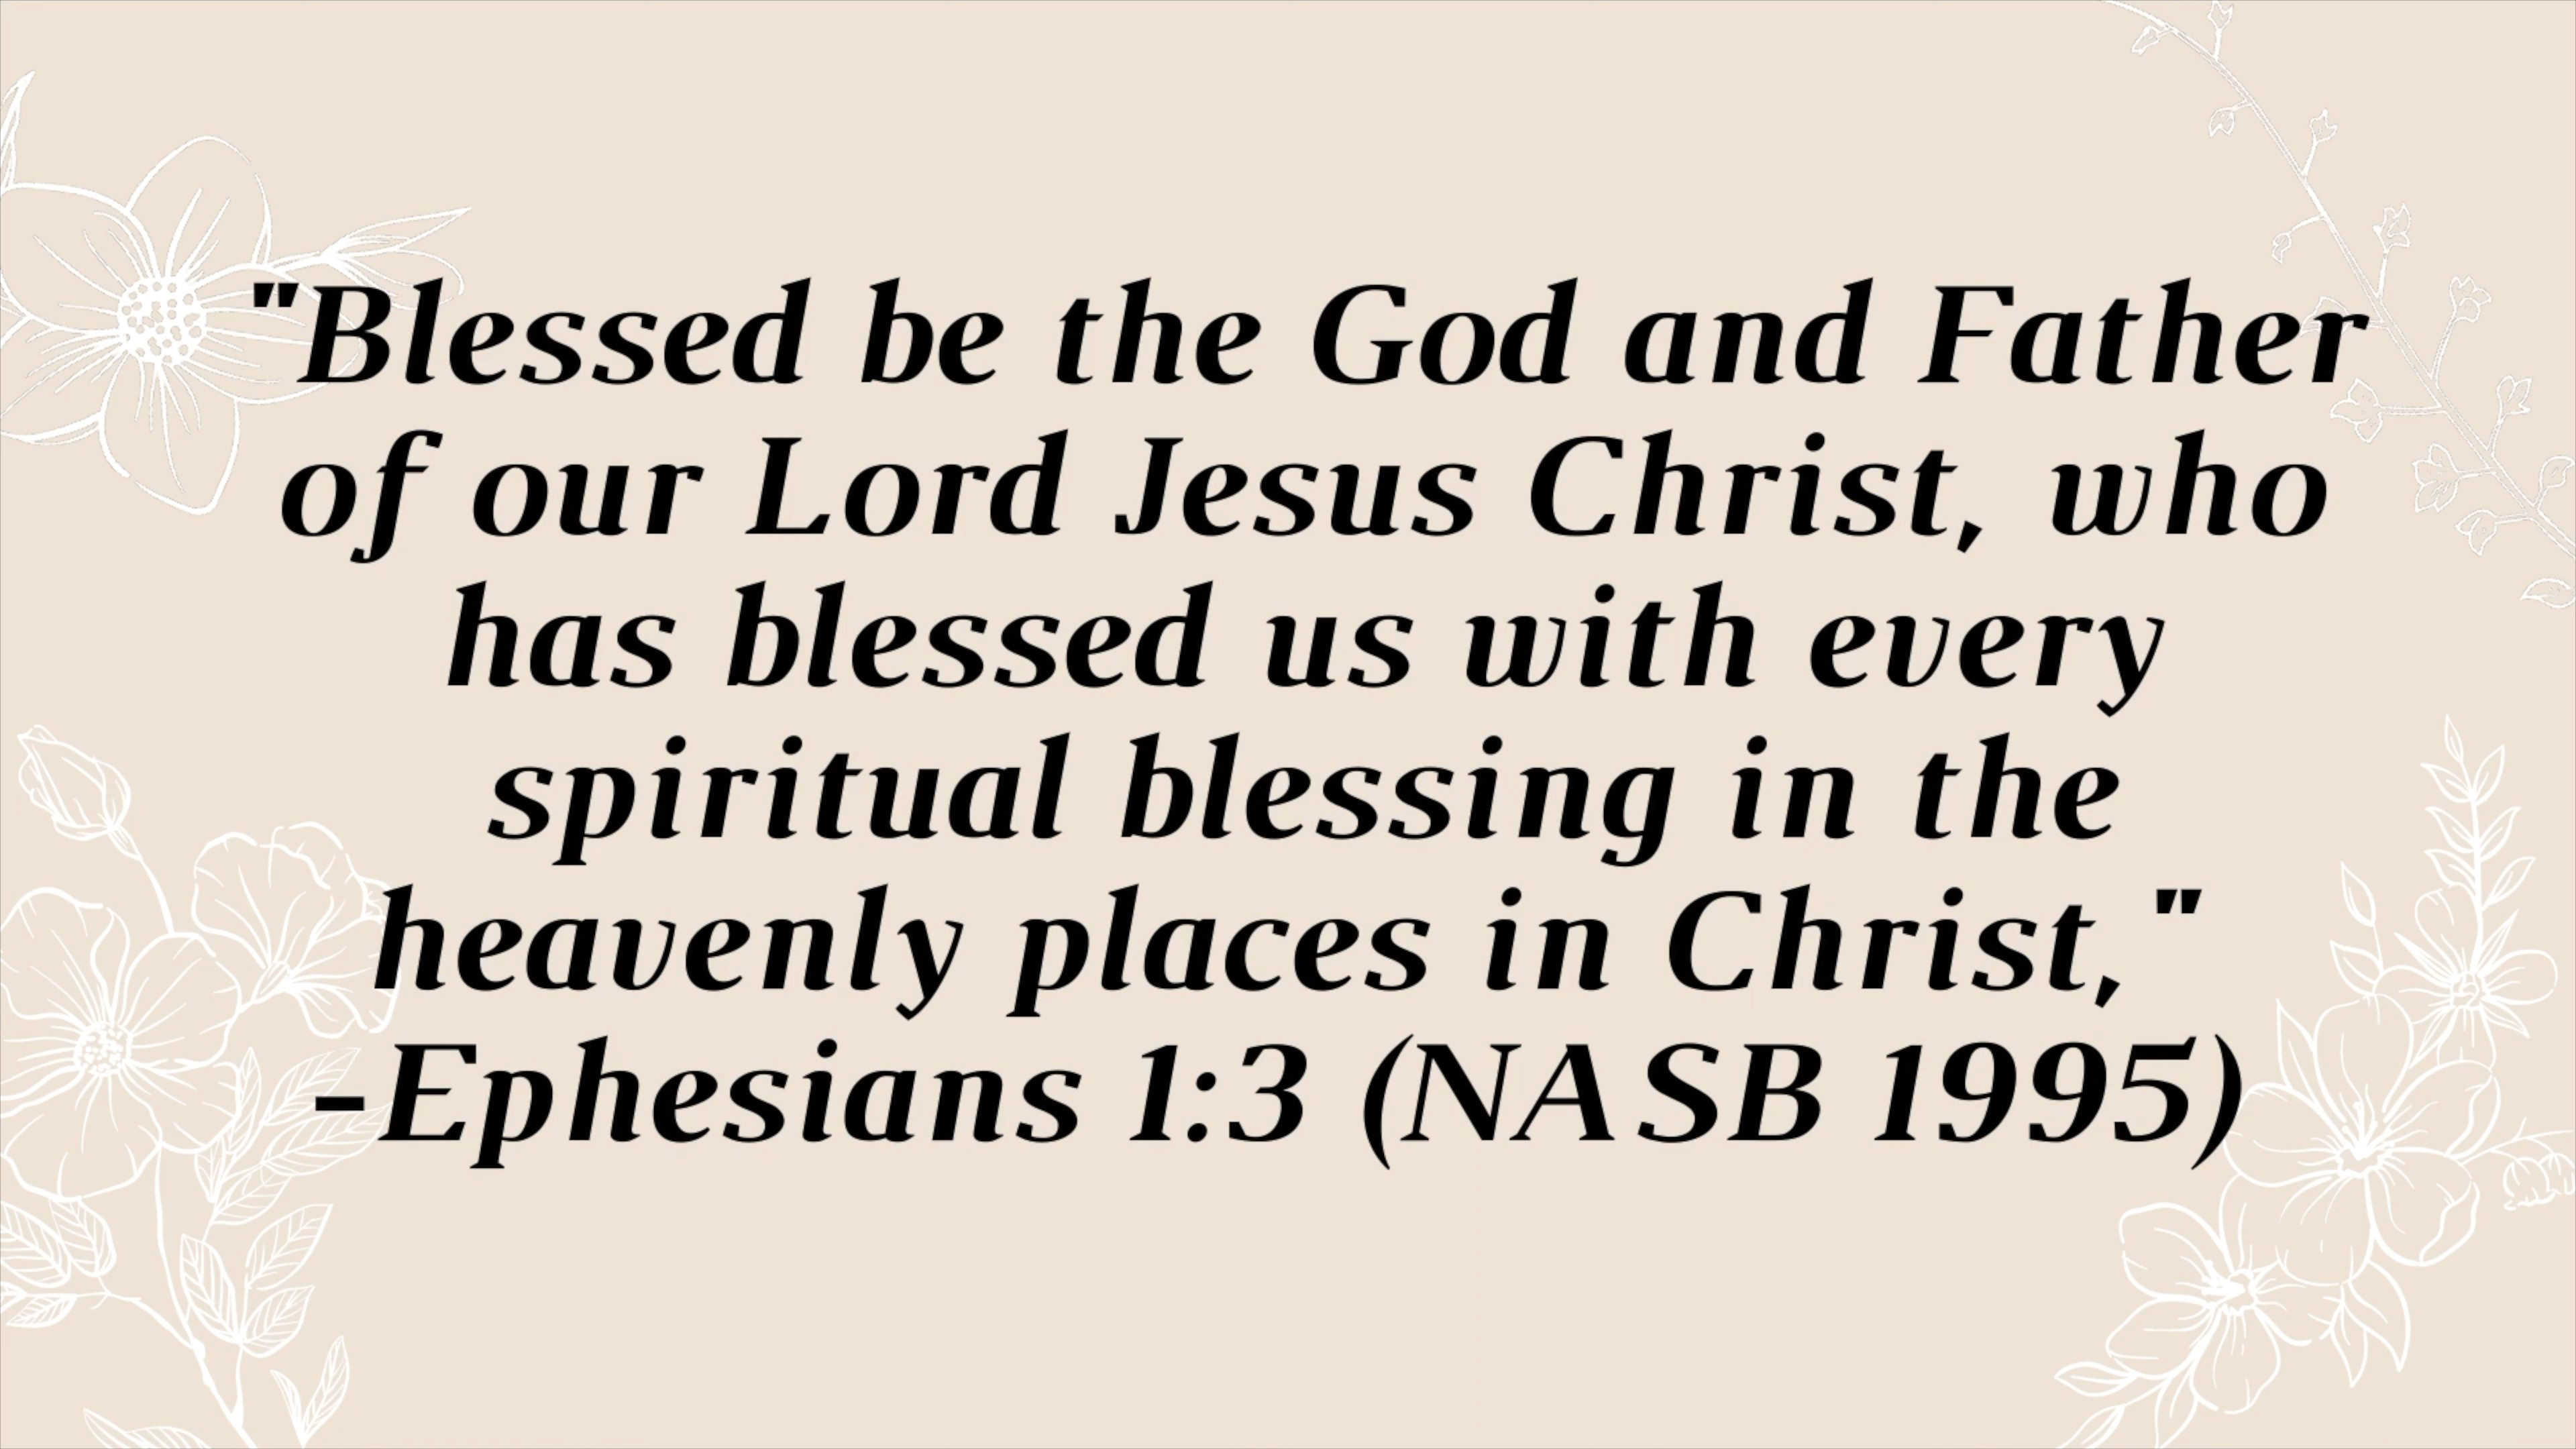 "Blessed be the God and Father
of our Lord Jesus Christ, who
has blessed us with every
spiritual blessing in the
heavenly places in Christ,"
-Ephesians 1:3 (NASB 1995)